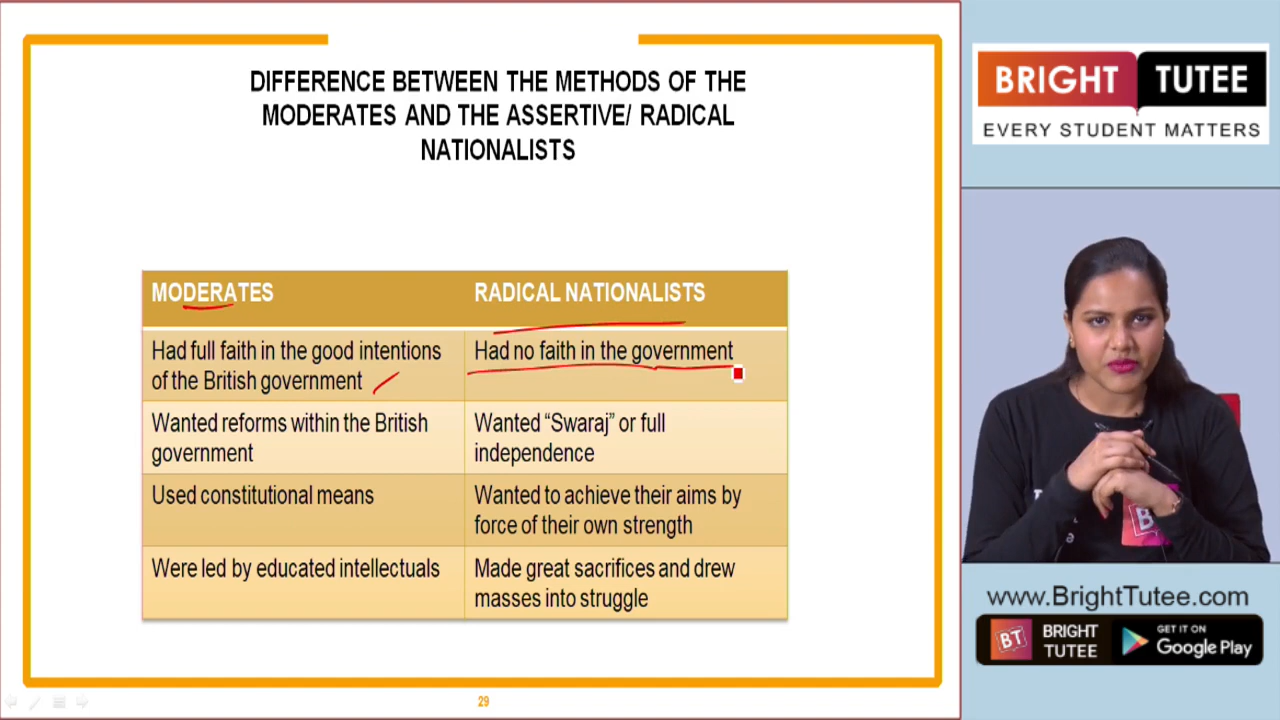 DIFFERENCE BETWEEN THE METHODS OF THE
MODERATES AND THE ASSERTIVE/ RADICAL
NATIONALISTS
MODERATES
RADICAL NATIONALISTS
Had full faith in the good intentions
of the British government
Had no faith in the government
Wanted reforms within the British
government
Wanted “Swaraj” or full
independence
Used constitutional means
Wanted to achieve their aims by
force of their own strength
Were led by educated intellectuals
Made great sacrifices and drew
masses into struggle
29
BRIGHT TUTEE
EVERY STUDENT MATTERS
www.BrightTutee.com
BT
BRIGHT
TUTEE
GET IT ON
Google Play